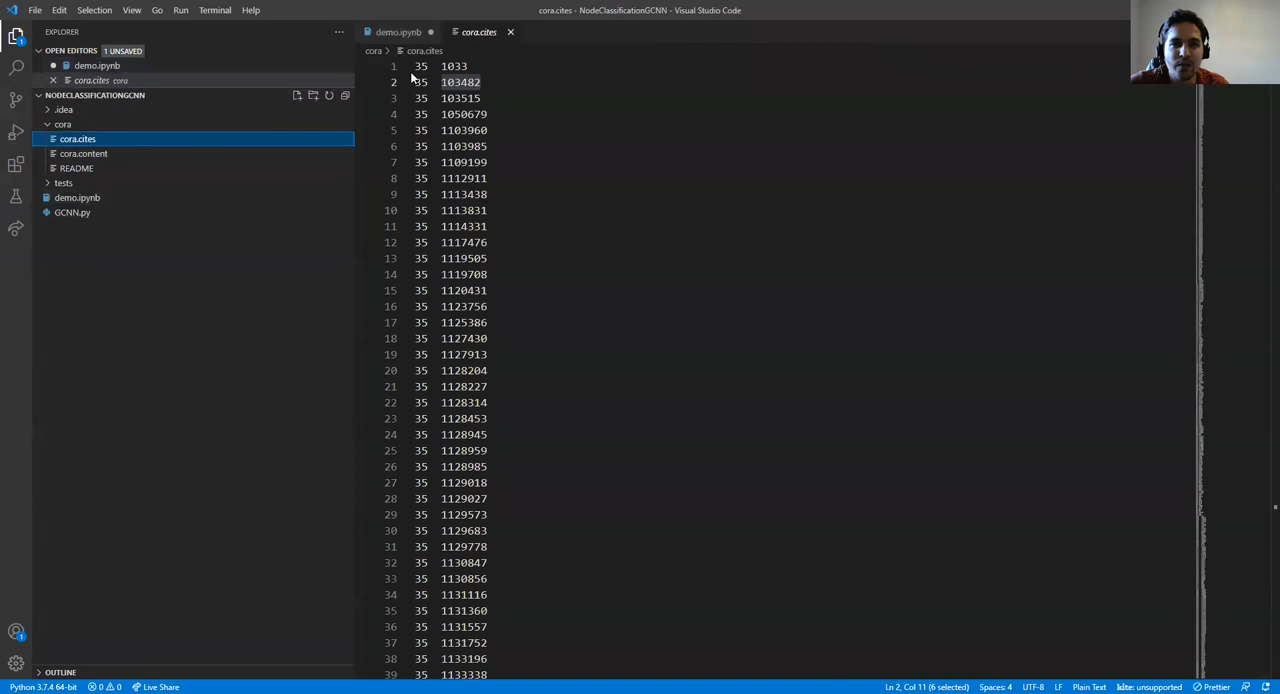 File Edit Selection View Go Run Terminal Help
cora.cites - NodeClassificationGCNN - Visual Studio Code
EXPLORER
OPEN EDITORS 1 UNSAVED
demo.ipynb
cora.cites cora
NODECLASSIFICATIONGCNN
.idea
cora
cora.cites
cora.content
README
tests
demo.ipynb
GCNN.py
OUTLINE
1
1
demo.ipynb cora.cites
cora > cora.cites
1 35 1033
2 35 103482
3 35 103515
4 35 1050679
5 35 1103960
6 35 1103985
7 35 1109199
8 35 1112911
9 35 1113438
10 35 1113831
11 35 1114331
12 35 1117476
13 35 1119505
14 35 1119708
15 35 1120431
16 35 1123756
17 35 1125386
18 35 1127430
19 35 1127913
20 35 1128204
21 35 1128227
22 35 1128314
23 35 1128453
24 35 1128945
25 35 1128959
26 35 1128985
27 35 1129018
28 35 1129027
29 35 1129573
30 35 1129683
31 35 1129778
32 35 1130847
33 35 1130856
34 35 1131116
35 35 1131360
36 35 1131557
37 35 1131752
38 35 1133196
39 35 1133338
Python 3.7.4 64-bit 0 0 Live Share
Ln 2, Col 11 (6 selected) Spaces: 4 UTF-8 LF Plain Text kite: unsupported Prettier